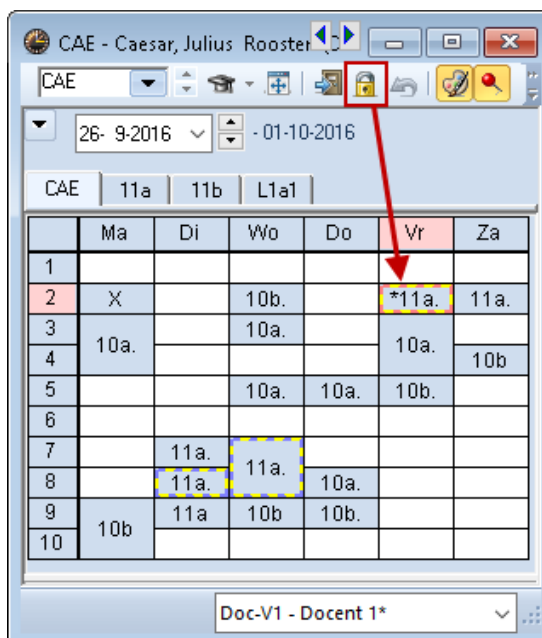 CAE - Caesar, Julius Rooster (C
CAE
26- 9-2016 - 01-10-2016
CAE 11a 11b L1a1
Ma Di Wo Do Vr Za
1
2 X 10b. *11a. 11a.
3 10a. 10a. 10a.
4 10b
5 10a. 10a. 10b.
6
7 11a. 11a.
8 11a. 10a.
9 10b 11a 10b 10b.
10
Doc-V1 - Docent 1*